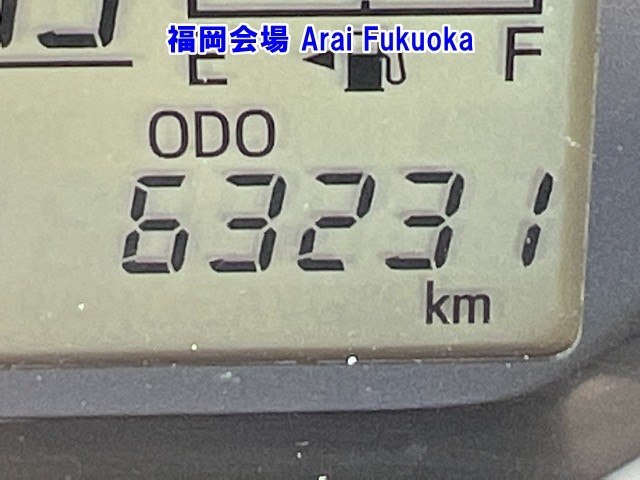 福岡会場 Arai Fukuoka
E F
ODO
63231
km